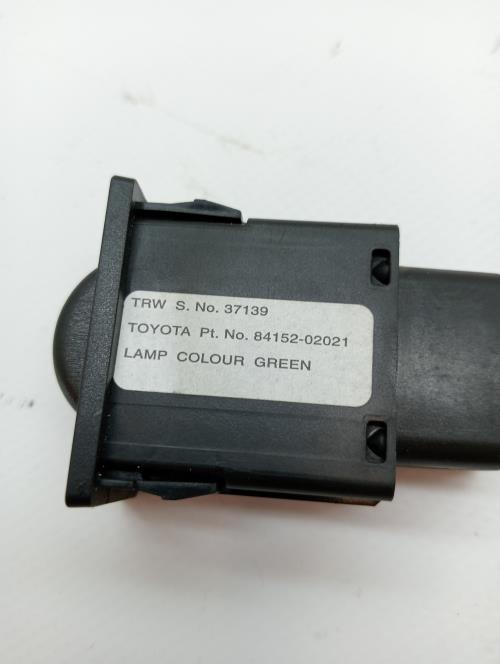 TRW S. No. 37139
TOYOTA Pt. No. 84152-02021
LAMP COLOUR GREEN